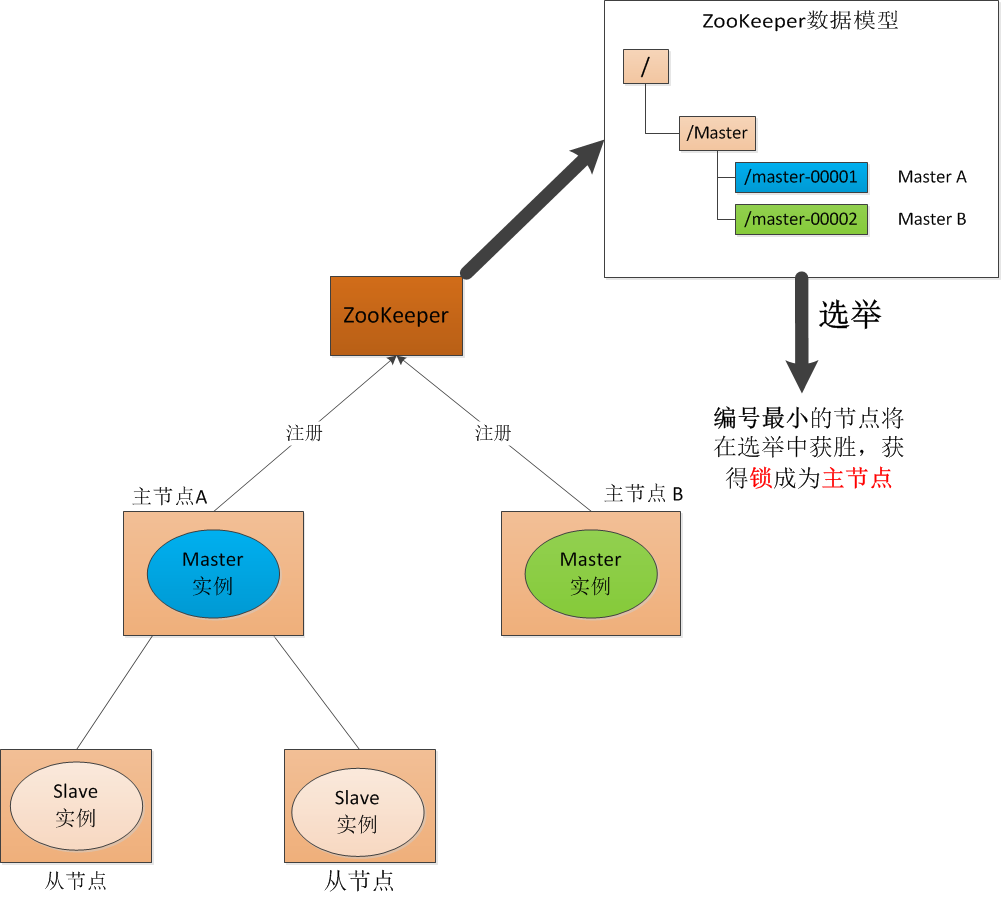 ZooKeeper数据模型
/
/Master
/master-00001
Master A
/master-00002
Master B
ZooKeeper
选举
编号最小的节点将
在选举中获胜，获
得锁成为主节点
注册
注册
主节点A
主节点 B
Master
实例
Master
实例
Slave
实例
Slave
实例
从节点
从节点